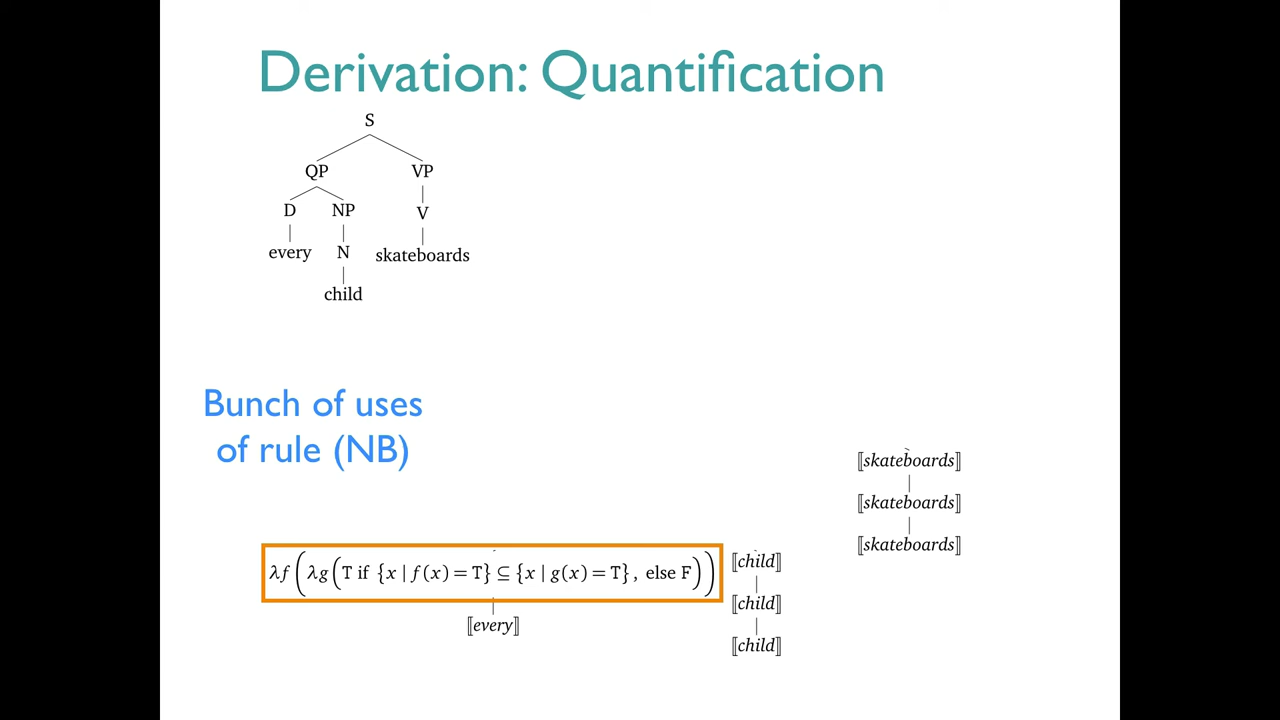 Derivation: Quantification
S
QP VP
D NP V
every N skateboards
child
Bunch of uses
of rule (NB)
⟦skateboards⟧
⟦skateboards⟧
⟦skateboards⟧
λf(λg(T if {x | f(x) = T} ⊆ {x | g(x) = T}, else F))
⟦every⟧
⟦child⟧
⟦child⟧
⟦child⟧